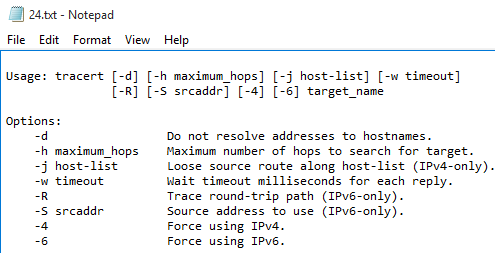 24.txt - Notepad
File Edit Format View Help
Usage: tracert [-d] [-h maximum_hops] [-j host-list] [-w timeout]
[-R] [-S srcaddr] [-4] [-6] target_name
Options:
-d Do not resolve addresses to hostnames.
-h maximum_hops Maximum number of hops to search for target.
-j host-list Loose source route along host-list (IPv4-only).
-w timeout Wait timeout milliseconds for each reply.
-R Trace round-trip path (IPv6-only).
-S srcaddr Source address to use (IPv6-only).
-4 Force using IPv4.
-6 Force using IPv6.